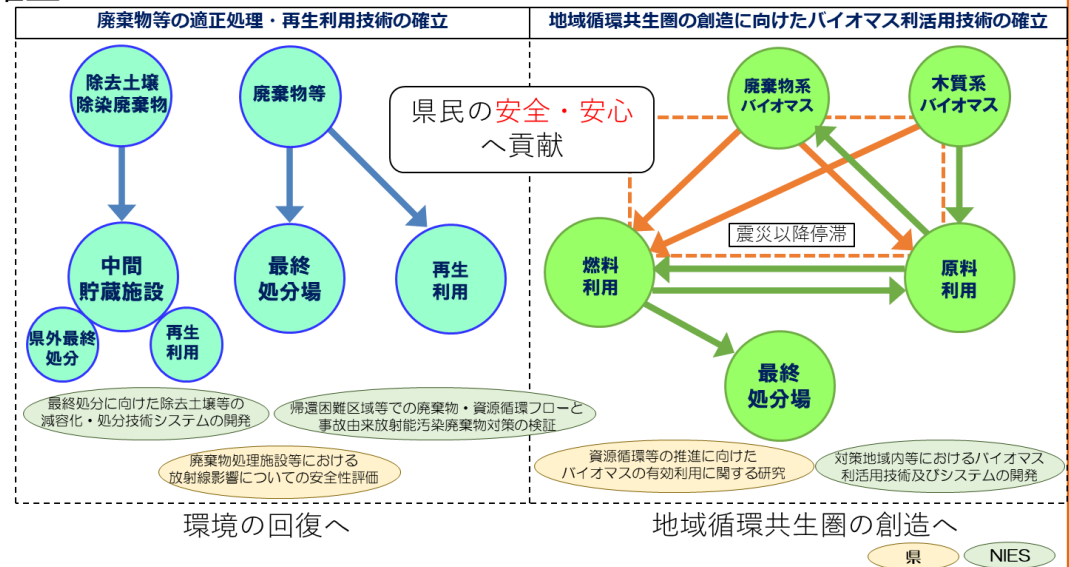 廃棄物等の適正処理・再生利用技術の確立
地域循環共生圏の創造に向けたバイオマス利活用技術の確立
除去土壌
除染廃棄物
廃棄物等
県民の安全・安心
へ貢献
廃棄物系
バイオマス
木質系
バイオマス
中間
貯蔵施設
最終
処分場
再生
利用
県外最終
処分
再生
利用
震災以降停滞
燃料
利用
原料
利用
最終
処分場
最終処分に向けた除去土壌等の
減容化・処分技術システムの開発
帰還困難区域等での廃棄物・資源循環フローと
事故由来放射能汚染廃棄物対策の検証
廃棄物処理施設等における
放射線影響についての安全性評価
資源循環等の推進に向けた
バイオマスの有効利用に関する研究
対策地域内等におけるバイオマス
利活用技術及びシステムの開発
環境の回復へ
地域循環共生圏の創造へ
県
NIES